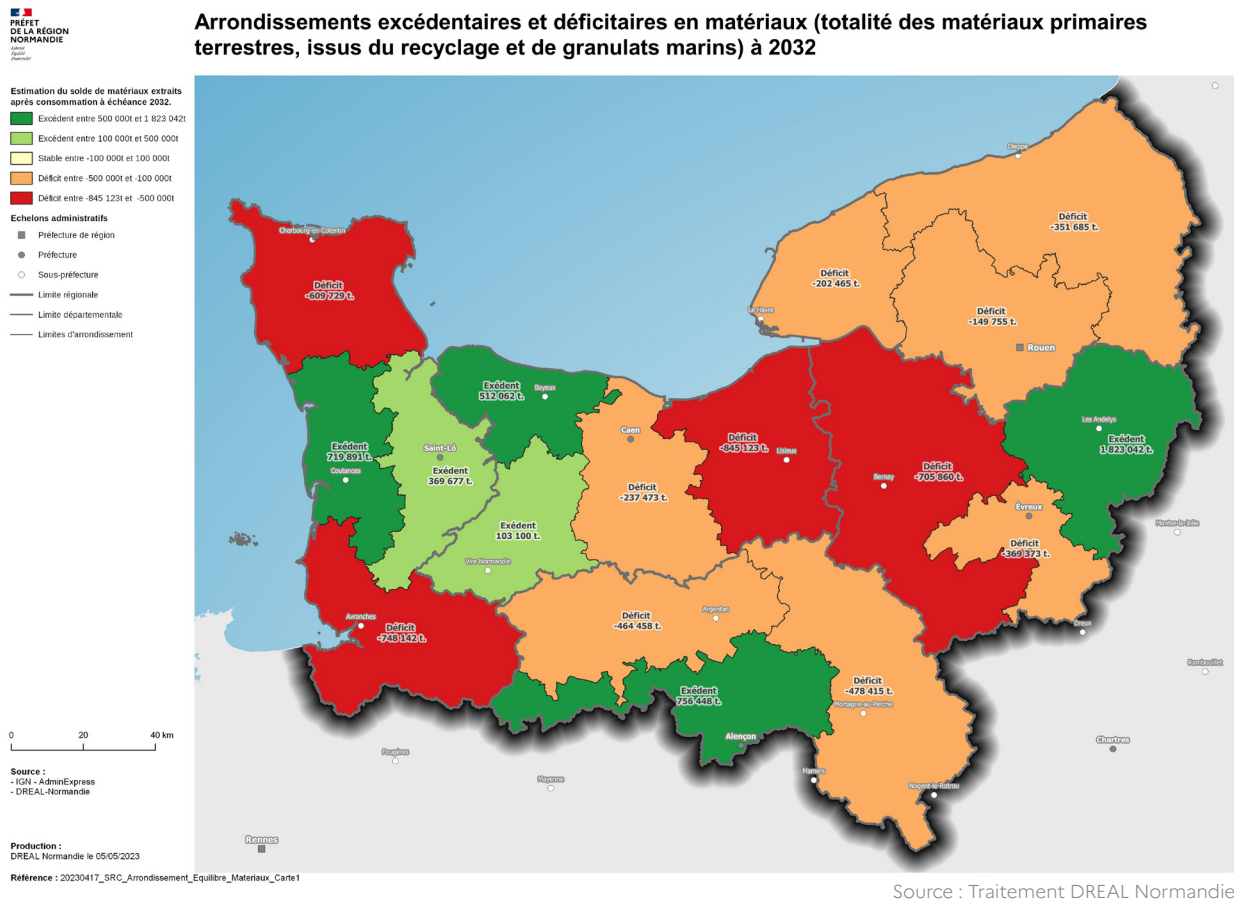 PRÉFET
DE LA RÉGION
NORMANDIE
Liberté
Égalité
Fraternité
Arrondissements excédentaires et déficitaires en matériaux (totalité des matériaux primaires
terrestres, issus du recyclage et de granulats marins) à 2032
Estimation du solde de matériaux extraits
après consommation à échéance 2032.
Excédent entre 500 000t et 1 823 042t
Excédent entre 100 000t et 500 000t
Stable entre -100 000t et 100 000t
Déficit entre -500 000t et -100 000t
Déficit entre -845 123t et -500 000t
Echelons administratifs
Préfecture de région
Préfecture
Sous-préfecture
Limite régionale
Limite départementale
Limites d'arrondissement
0 20 40 km
Source :
- IGN - AdminExpress
- DREAL-Normandie
Production :
DREAL Normandie le 05/05/2023
Référence : 20230417_SRC_Arrondissement_Equilibre_Materiaux_Carte1
Dieppe
Déficit
-351 685 t.
Cherbourg-en-Cotentin
Déficit
-609 729 t.
Déficit
-202 465 t.
Le Havre
Déficit
-149 755 t.
Rouen
Exédent
512 062 t.
Bayeux
Les Andelys
Exédent
1 823 042 t.
Caen
Saint-Lô
Exédent
719 891 t.
Coutances
Exédent
369 677 t.
Déficit
-845 123 t.
Lisieux
Déficit
-705 860 t.
Bernay
Déficit
-237 473 t.
Évreux
Mantes-la-Jolie
Exédent
103 100 t.
Déficit
-369 373 t.
Vire Normandie
Avranches
Déficit
-748 142 t.
Déficit
-464 458 t.
Argentan
Dreux
Rambouillet
Déficit
-478 415 t.
Mortagne-au-Perche
Exédent
756 448 t.
Alençon
Chartres
Fougères
Mayenne
Mamers
Nogent-le-Rotrou
Rennes
Source : Traitement DREAL Normandie